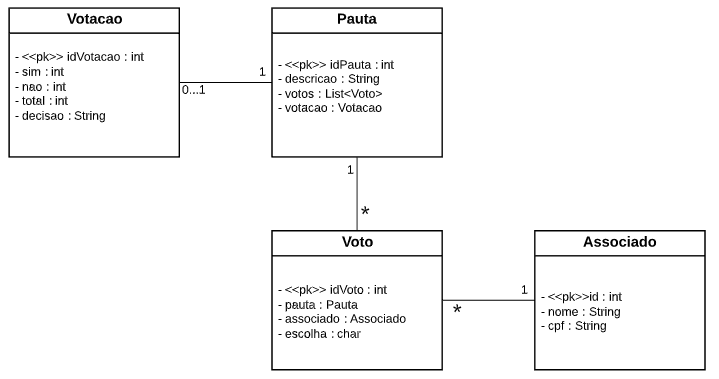 Votacao
- <<pk>> idVotacao : int
- sim : int
- nao : int
- total : int
- decisao : String
0...1
1
Pauta
- <<pk>> idPauta : int
- descricao : String
- votos : List<Voto>
- votacao : Votacao
1
*
Voto
- <<pk>> idVoto : int
- pauta : Pauta
- associado : Associado
- escolha : char
*
1
Associado
- <<pk>>id : int
- nome : String
- cpf : String